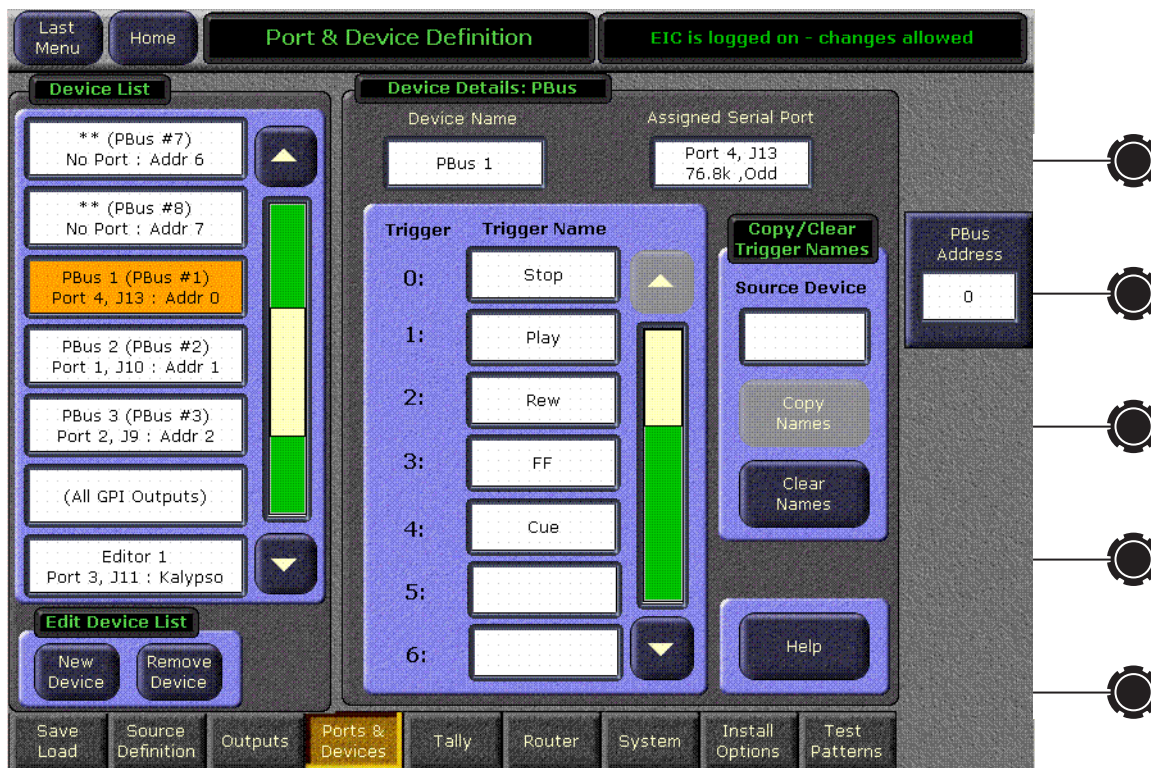 Last
Menu
Home
Port & Device Definition
EIC is logged on - changes allowed
Device List
** (PBus #7)
No Port : Addr 6
** (PBus #8)
No Port : Addr 7
PBus 1 (PBus #1)
Port 4, J13 : Addr 0
PBus 2 (PBus #2)
Port 1, J10 : Addr 1
PBus 3 (PBus #3)
Port 2, J9 : Addr 2
(All GPI Outputs)
Editor 1
Port 3, J11 : Kalypso
Edit Device List
New
Device
Remove
Device
Device Details: PBus
Device Name
PBus 1
Assigned Serial Port
Port 4, J13
76.8k ,Odd
Trigger
Trigger Name
0:
Stop
1:
Play
2:
Rew
3:
FF
4:
Cue
5:
6:
Copy/Clear
Trigger Names
Source Device
Copy
Names
Clear
Names
Help
PBus
Address
0
Save
Load
Source
Definition
Outputs
Ports &
Devices
Tally
Router
System
Install
Options
Test
Patterns